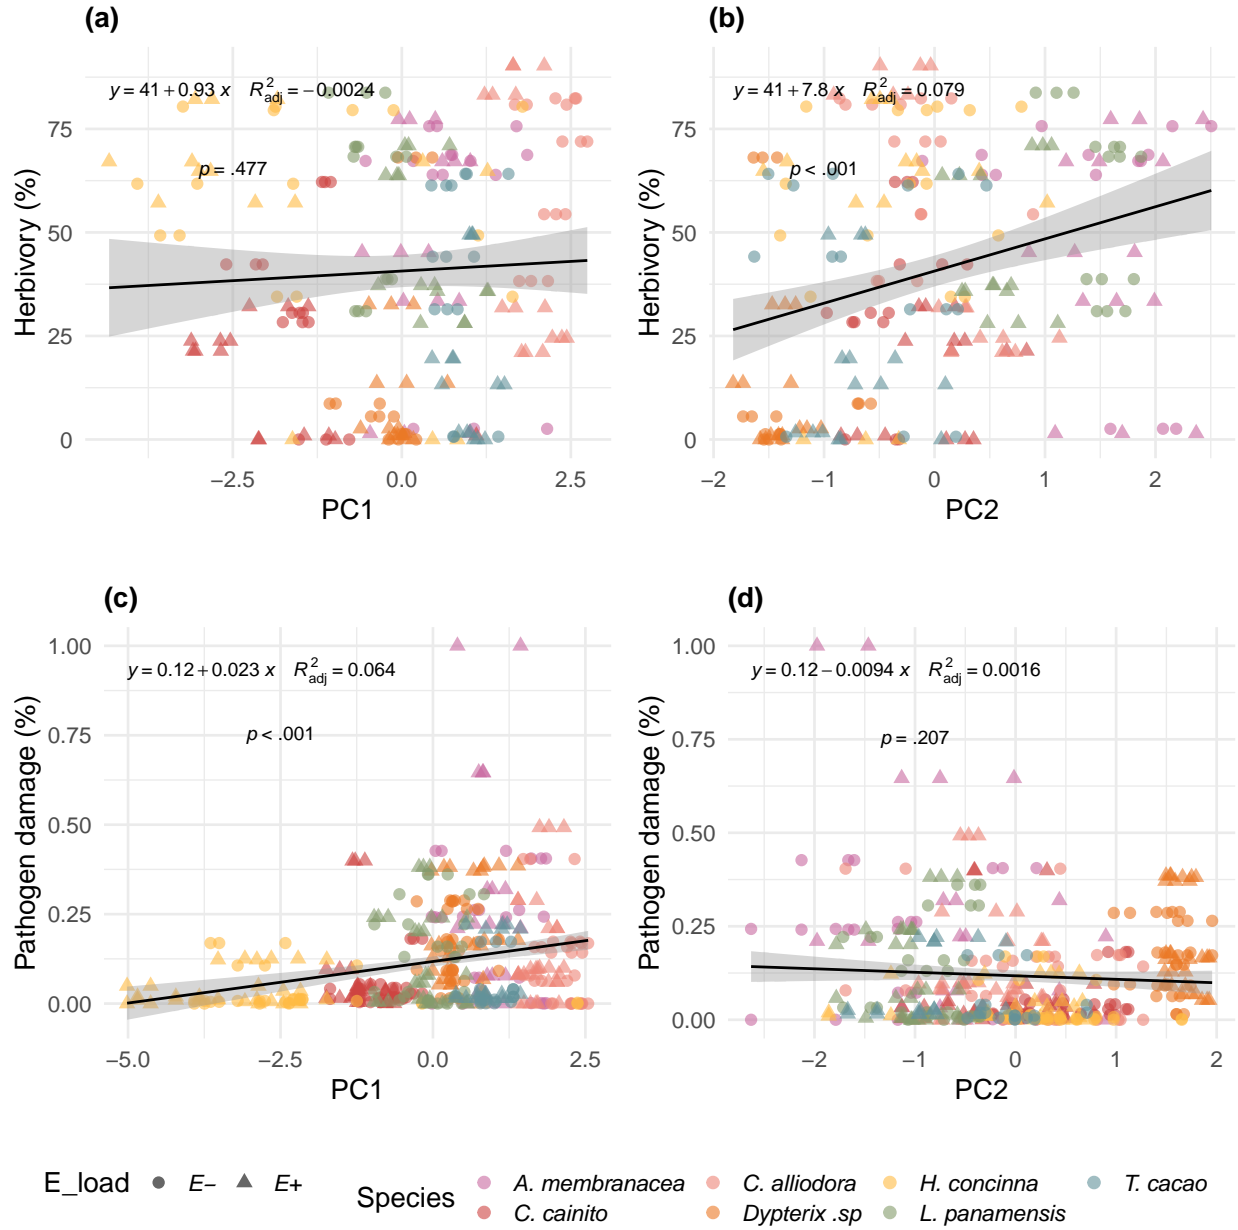 (a)
(b)
y = 41 + 0.93 x R²adj = −0.0024
p = .477
Herbivory (%)
75
50
25
0
−2.5
0.0
2.5
PC1
y = 41 + 7.8 x R²adj = 0.079
p < .001
Herbivory (%)
75
50
25
0
−2
−1
0
1
2
PC2
(c)
(d)
y = 0.12 + 0.023 x R²adj = 0.064
p < .001
Pathogen damage (%)
1.00
0.75
0.50
0.25
0.00
−5.0
−2.5
0.0
2.5
PC1
y = 0.12 − 0.0094 x R²adj = 0.0016
p = .207
Pathogen damage (%)
1.00
0.75
0.50
0.25
0.00
−2
−1
0
1
2
PC2
E_load E− E+
Species
A. membranacea C. alliodora H. concinna T. cacao
C. cainito Dypterix .sp L. panamensis